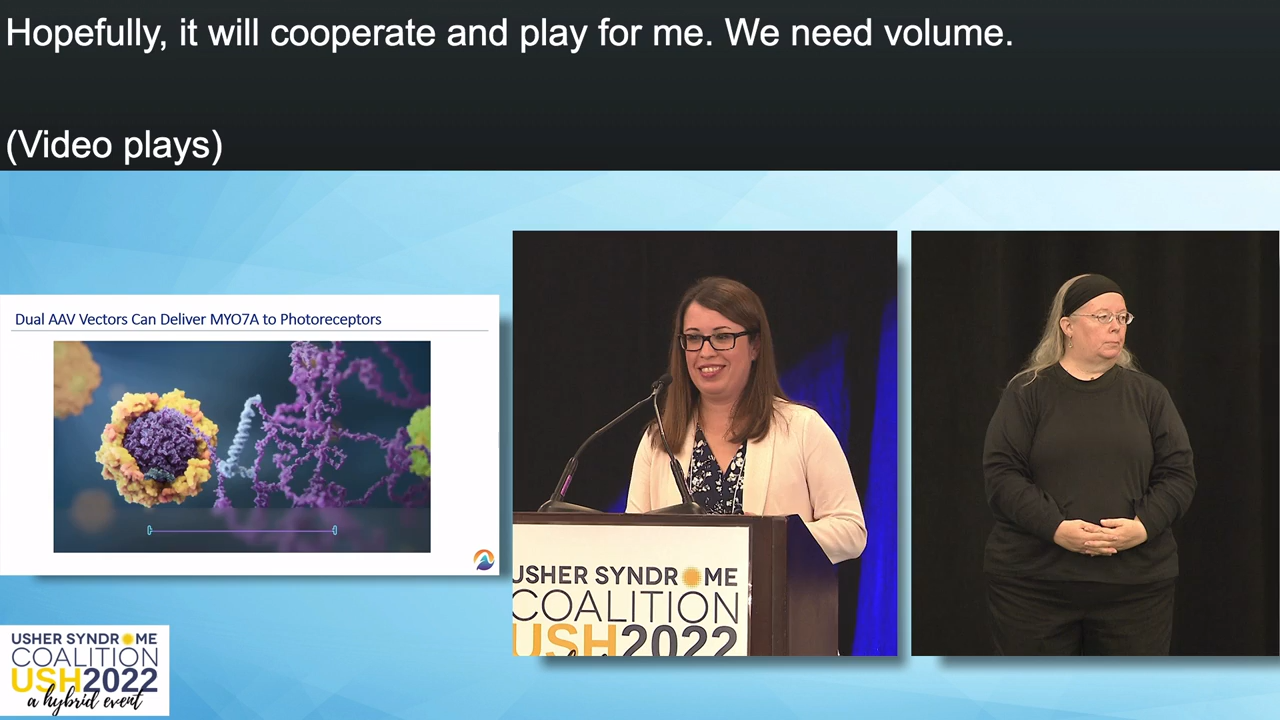 Hopefully, it will cooperate and play for me. We need volume.
(Video plays)
Dual AAV Vectors Can Deliver MYO7A to Photoreceptors
USHER SYNDROME
COALITION
USH2022
USHER SYNDROME
COALITION
USH2022
a hybrid event